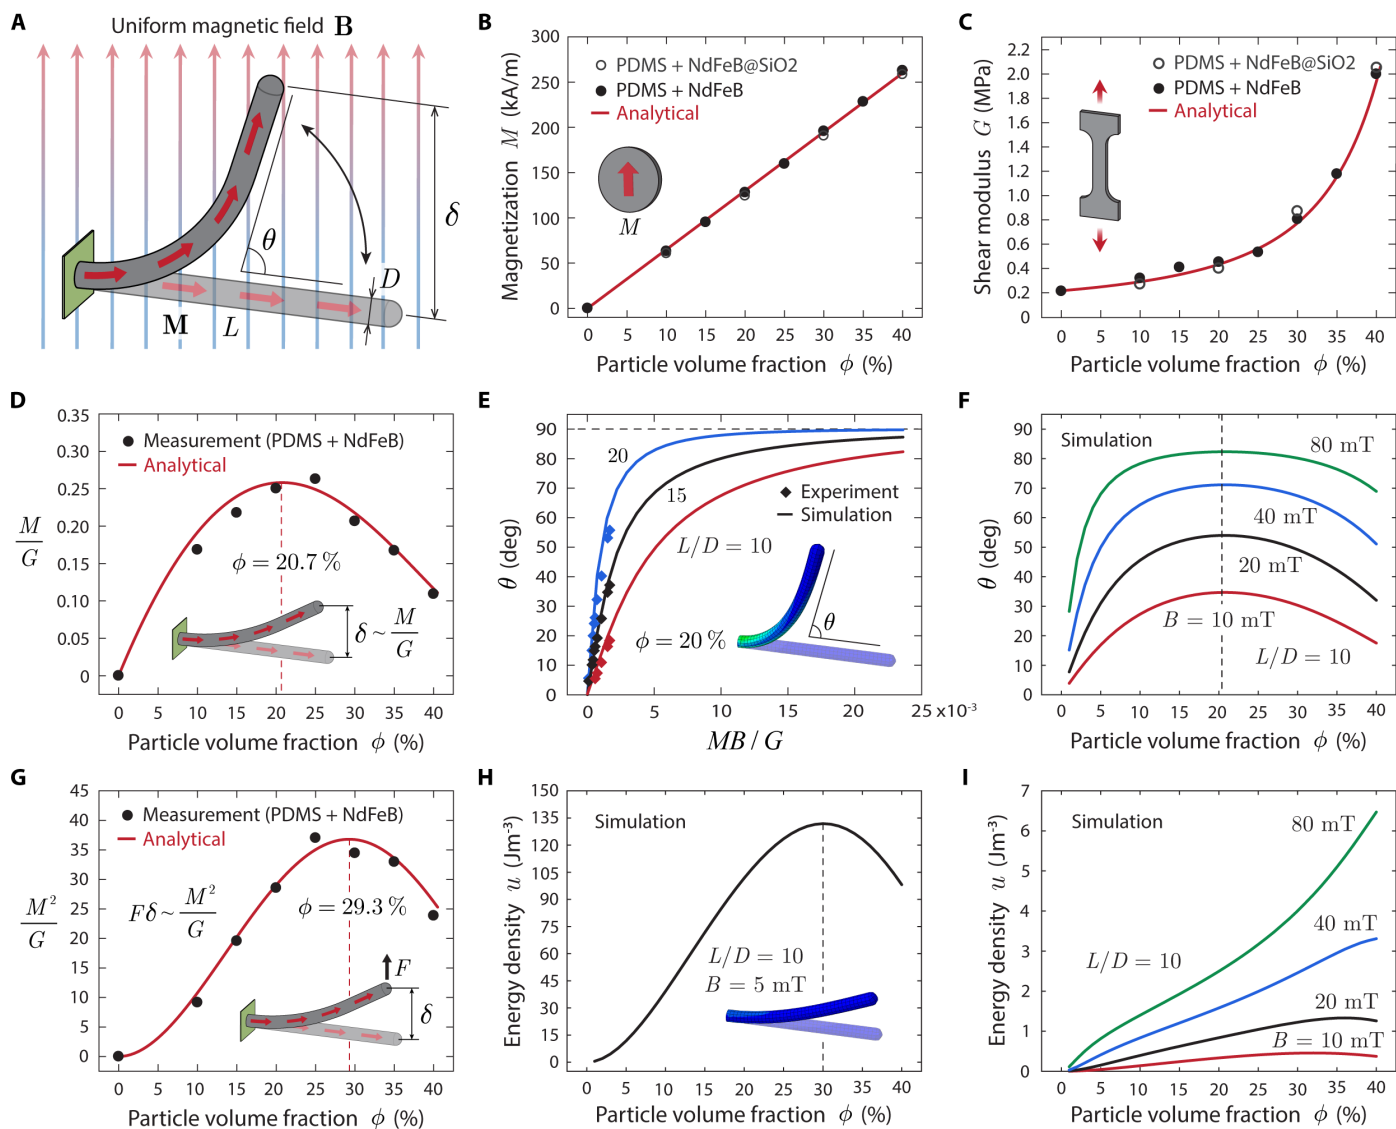 A
Uniform magnetic field B
δ
θ
D
M
L
B
Magnetization M (kA/m)
300
250
200
150
100
50
0
PDMS + NdFeB@SiO2
PDMS + NdFeB
Analytical
M
0 5 10 15 20 25 30 35 40
Particle volume fraction ϕ (%)
C
Shear modulus G (MPa)
2.2
2.0
1.8
1.6
1.4
1.2
1.0
0.8
0.6
0.4
0.2
0
PDMS + NdFeB@SiO2
PDMS + NdFeB
Analytical
0 5 10 15 20 25 30 35 40
Particle volume fraction ϕ (%)
D
M/G
0.35
0.30
0.25
0.20
0.15
0.10
0.05
0
Measurement (PDMS + NdFeB)
Analytical
ϕ = 20.7 %
δ ~ M/G
0 5 10 15 20 25 30 35 40
Particle volume fraction ϕ (%)
E
θ (deg)
90
80
70
60
50
40
30
20
10
0
20
15
L/D = 10
Experiment
Simulation
ϕ = 20 %
θ
0 5 10 15 20 25 x10⁻³
MB / G
F
θ (deg)
90
80
70
60
50
40
30
20
10
0
Simulation
80 mT
40 mT
20 mT
B = 10 mT
L/D = 10
0 5 10 15 20 25 30 35 40
Particle volume fraction ϕ (%)
G
M²/G
45
40
35
30
25
20
15
10
5
0
Measurement (PDMS + NdFeB)
Analytical
Fδ ~ M²/G
ϕ = 29.3 %
F
δ
0 5 10 15 20 25 30 35 40
Particle volume fraction ϕ (%)
H
Energy density u (Jm⁻³)
150
135
120
105
90
75
60
45
30
15
0
Simulation
L/D = 10
B = 5 mT
0 5 10 15 20 25 30 35 40
Particle volume fraction ϕ (%)
I
Energy density u (Jm⁻³)
7
6
5
4
3
2
1
0
Simulation
80 mT
40 mT
L/D = 10
20 mT
B = 10 mT
0 5 10 15 20 25 30 35 40
Particle volume fraction ϕ (%)